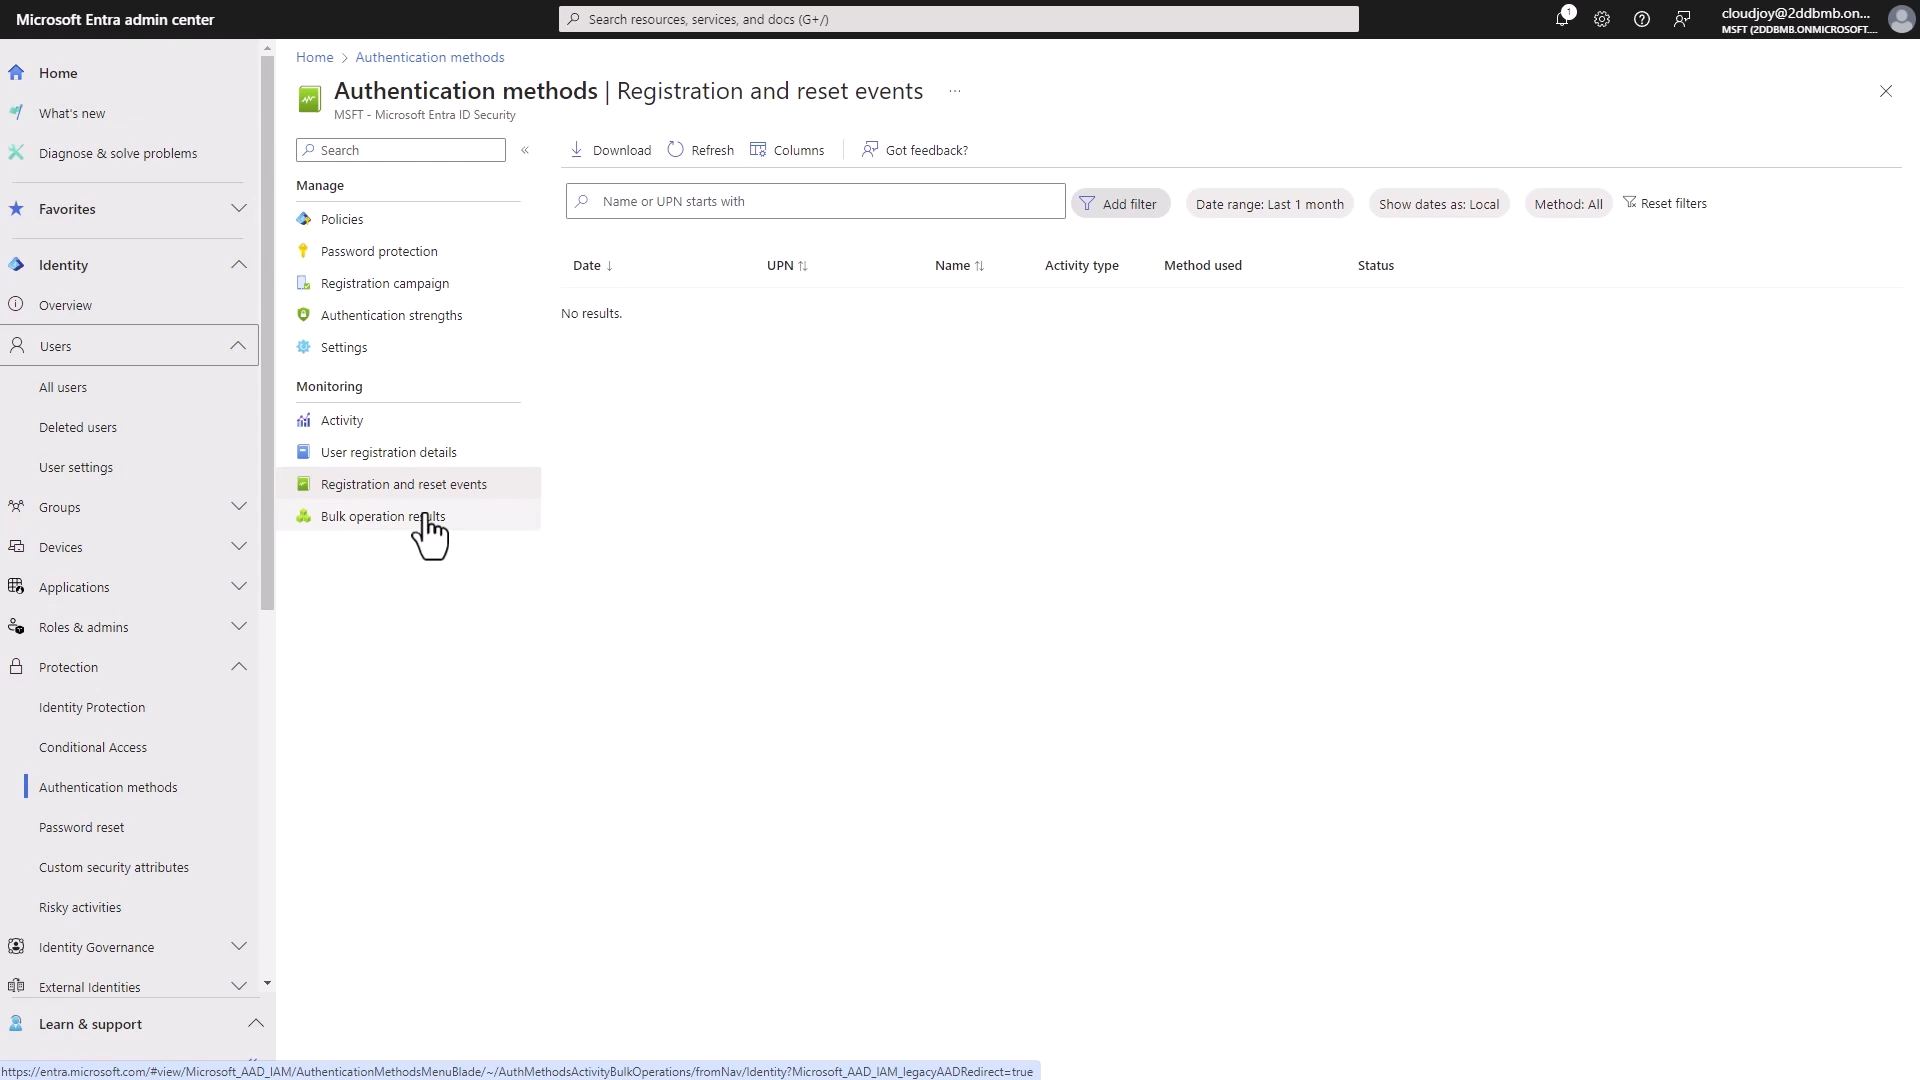 Microsoft Entra admin center
Search resources, services, and docs (G+/)
1
cloudjoy@2ddbmb.on...
MSFT (2DDBMB.ONMICROSOFT....
Home
What's new
Diagnose & solve problems
Favorites
Identity
Overview
Users
All users
Deleted users
User settings
Groups
Devices
Applications
Roles & admins
Protection
Identity Protection
Conditional Access
Authentication methods
Password reset
Custom security attributes
Risky activities
Identity Governance
External Identities
Learn & support
Home > Authentication methods
Authentication methods | Registration and reset events ...
MSFT - Microsoft Entra ID Security
Search
Manage
Policies
Password protection
Registration campaign
Authentication strengths
Settings
Monitoring
Activity
User registration details
Registration and reset events
Bulk operation results
Download Refresh Columns Got feedback?
Name or UPN starts with
Add filter Date range: Last 1 month Show dates as: Local Method: All Reset filters
Date ↓ UPN ↑↓ Name ↑↓ Activity type Method used Status
No results.
https://entra.microsoft.com/#view/Microsoft_AAD_IAM/AuthenticationMethodsMenuBlade/~/AuthMethodsActivityBulkOperations/fromNav/Identity?Microsoft_AAD_IAM_legacyAADRedirect=true